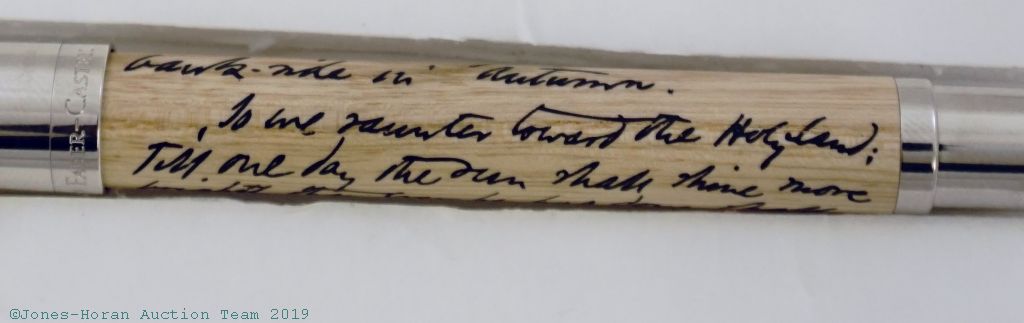 FABER-CASTELL
bank-side in autumn.
So we saunter toward the Holy Land;
Till one day the sun shall shine more
©Jones-Horan Auction Team 2019